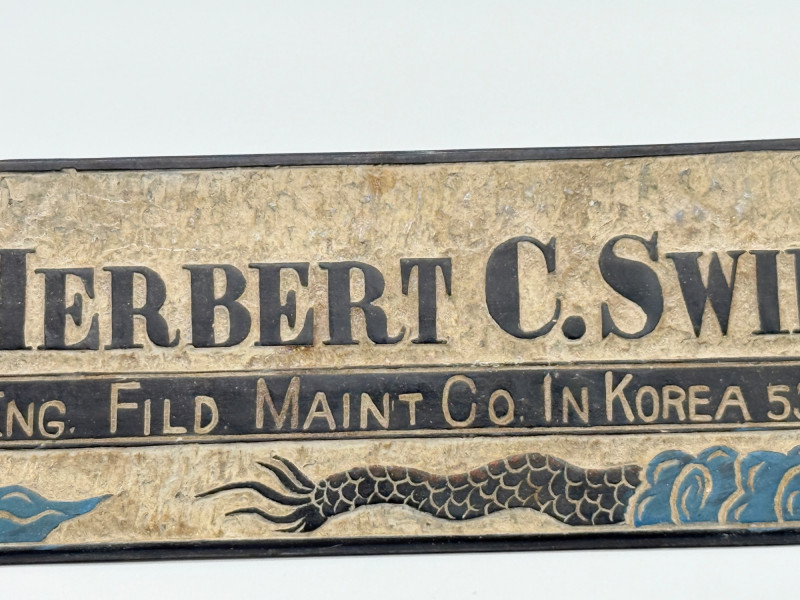 HERBERT C. SWI
ENG. FILD MAINT CO. IN KOREA 5